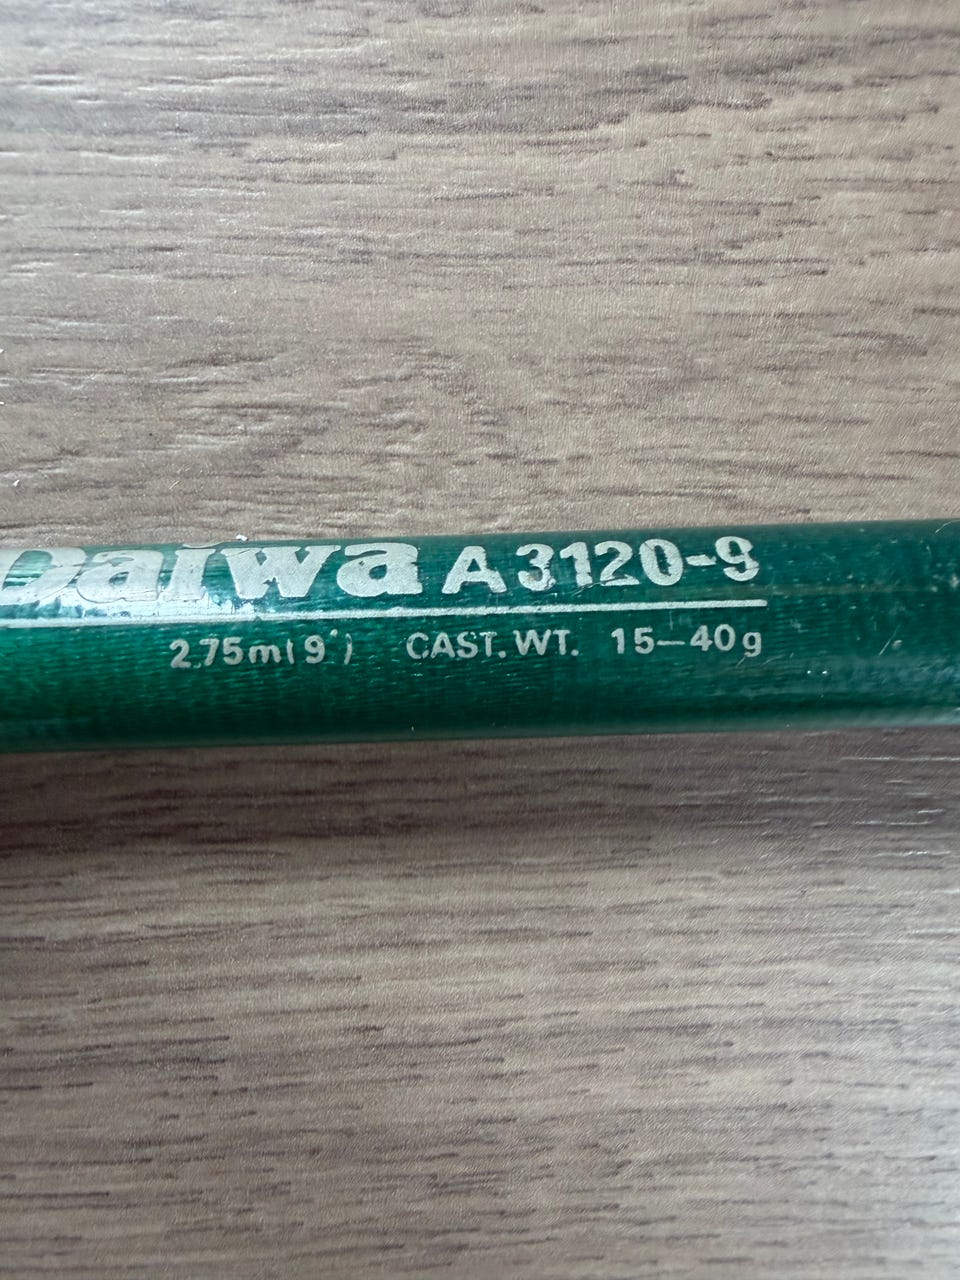 Daiwa A3120-9
2.75m(9') CAST. WT. 15-40g